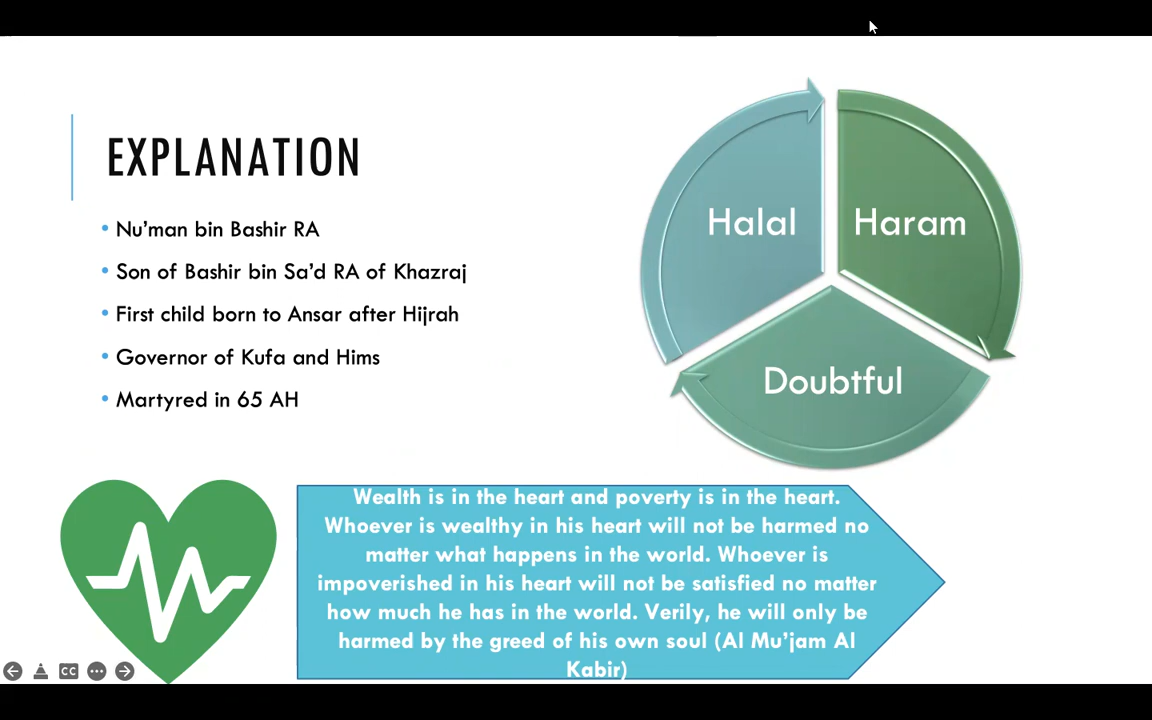 EXPLANATION
• Nu’man bin Bashir RA
• Son of Bashir bin Sa’d RA of Khazraj
• First child born to Ansar after Hijrah
• Governor of Kufa and Hims
• Martyred in 65 AH
Halal
Haram
Doubtful
Wealth is in the heart and poverty is in the heart.
Whoever is wealthy in his heart will not be harmed no
matter what happens in the world. Whoever is
impoverished in his heart will not be satisfied no matter
how much he has in the world. Verily, he will only be
harmed by the greed of his own soul (Al Mu’jam Al
Kabir)
CC